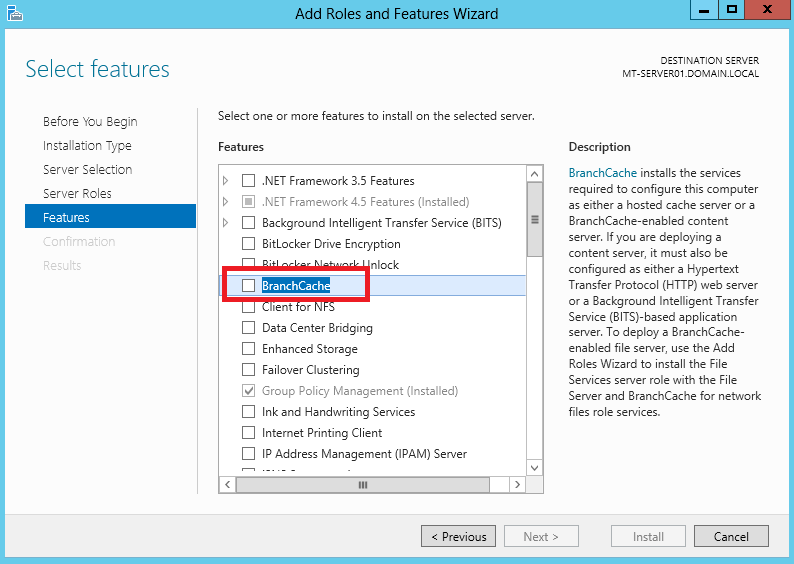 Add Roles and Features Wizard
Select features
DESTINATION SERVER
MT-SERVER01.DOMAIN.LOCAL
Before You Begin
Installation Type
Server Selection
Server Roles
Features
Confirmation
Results
Select one or more features to install on the selected server.
Features
.NET Framework 3.5 Features
.NET Framework 4.5 Features (Installed)
Background Intelligent Transfer Service (BITS)
BitLocker Drive Encryption
BitLocker Network Unlock
BranchCache
Client for NFS
Data Center Bridging
Enhanced Storage
Failover Clustering
Group Policy Management (Installed)
Ink and Handwriting Services
Internet Printing Client
IP Address Management (IPAM) Server
Description
BranchCache installs the services
required to configure this computer
as either a hosted cache server or a
BranchCache-enabled content
server. If you are deploying a
content server, it must also be
configured as either a Hypertext
Transfer Protocol (HTTP) web server
or a Background Intelligent Transfer
Service (BITS)-based application
server. To deploy a BranchCache-
enabled file server, use the Add
Roles Wizard to install the File
Services server role with the File
Server and BranchCache for network
files role services.
< Previous
Next >
Install
Cancel